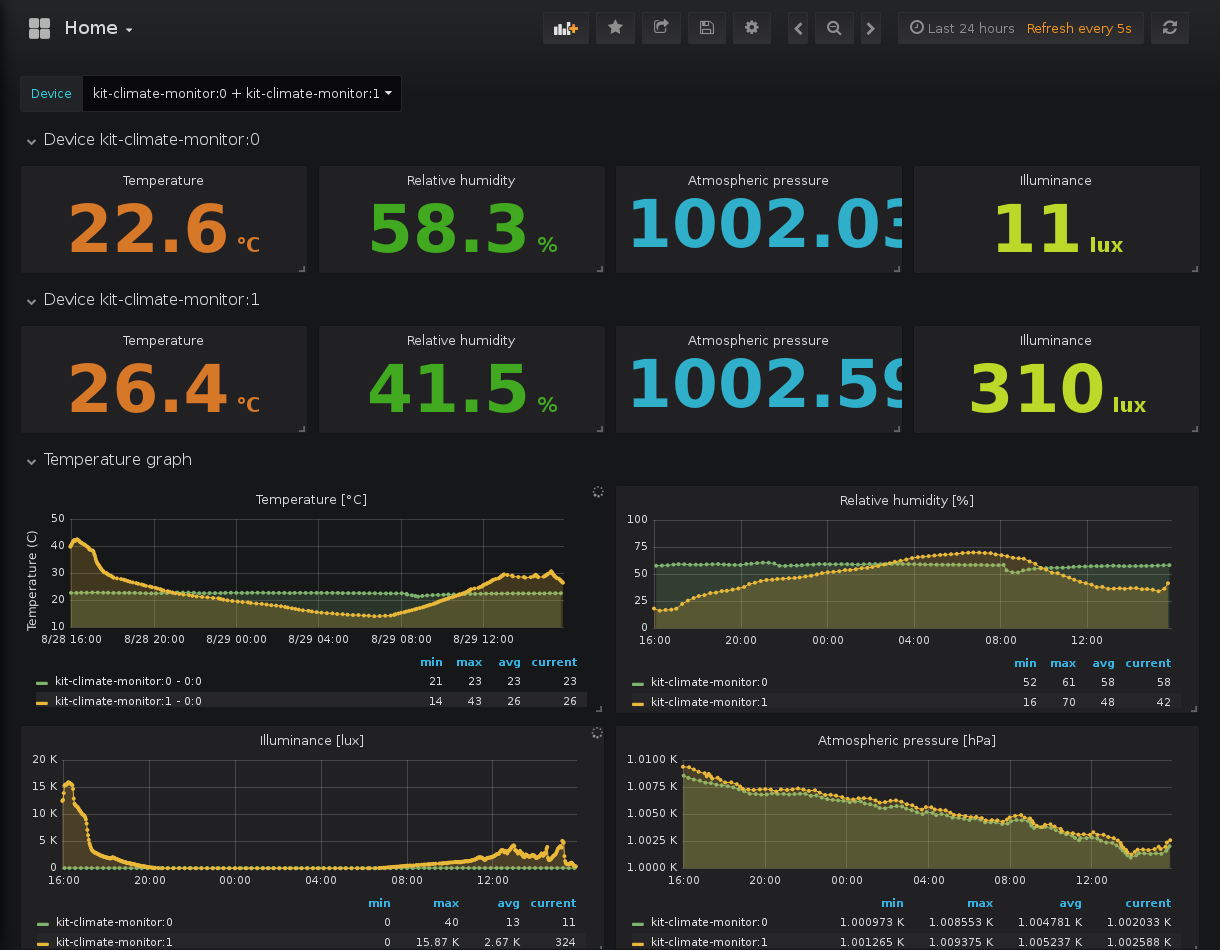 Home
Last 24 hours Refresh every 5s
Device kit-climate-monitor:0 + kit-climate-monitor:1
Device kit-climate-monitor:0
Temperature Relative humidity Atmospheric pressure Illuminance
22.6 °C 58.3 % 1002.03 11 lux
Device kit-climate-monitor:1
Temperature Relative humidity Atmospheric pressure Illuminance
26.4 °C 41.5 % 1002.59 310 lux
Temperature graph
Temperature [°C]
Temperature (C)
50
40
30
20
10
8/28 16:00 8/28 20:00 8/29 00:00 8/29 04:00 8/29 08:00 8/29 12:00
min max avg current
kit-climate-monitor:0 - 0:0 21 23 23 23
kit-climate-monitor:1 - 0:0 14 43 26 26
Relative humidity [%]
100
75
50
25
0
16:00 20:00 00:00 04:00 08:00 12:00
min max avg current
kit-climate-monitor:0 52 61 58 58
kit-climate-monitor:1 16 70 48 42
Illuminance [lux]
20 K
15 K
10 K
5 K
0
16:00 20:00 00:00 04:00 08:00 12:00
min max avg current
kit-climate-monitor:0 0 40 13 11
kit-climate-monitor:1 0 15.87 K 2.67 K 324
Atmospheric pressure [hPa]
1.0100 K
1.0075 K
1.0050 K
1.0025 K
1.0000 K
16:00 20:00 00:00 04:00 08:00 12:00
min max avg current
kit-climate-monitor:0 1.000973 K 1.008553 K 1.004781 K 1.002033 K
kit-climate-monitor:1 1.001265 K 1.009375 K 1.005237 K 1.002588 K